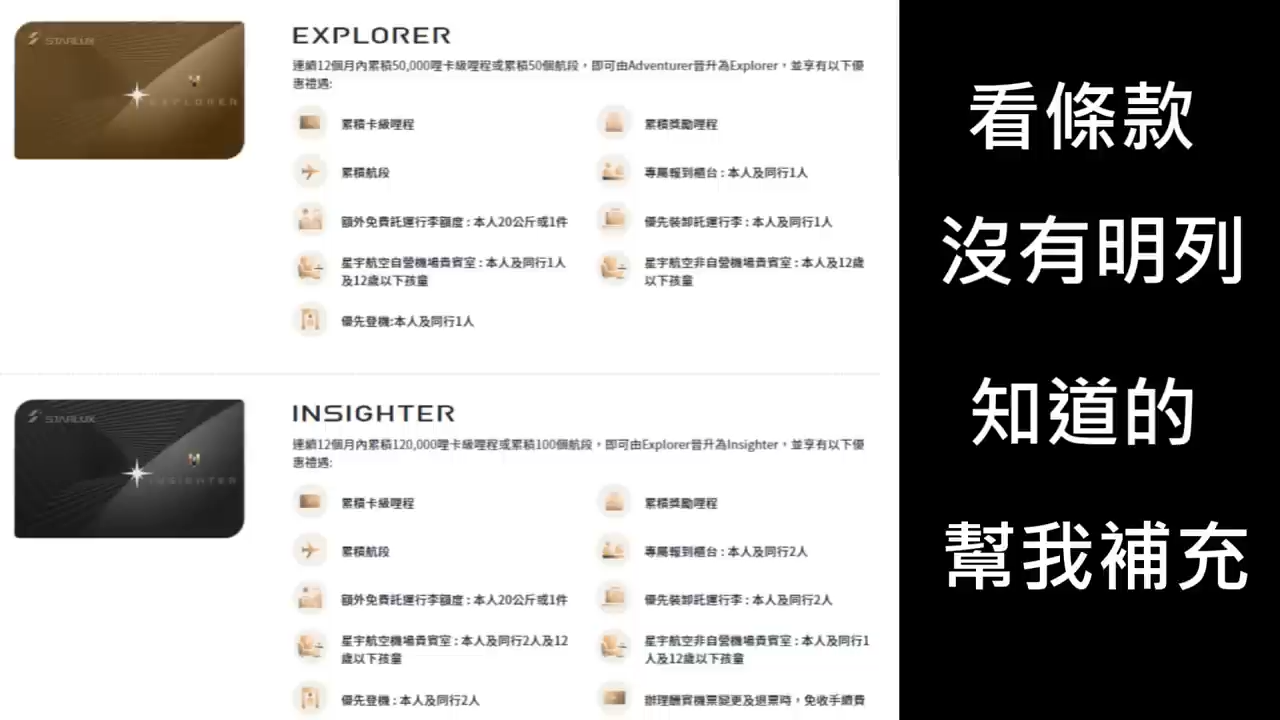 STARLUX
EXPLORER
EXPLORER
連續12個月內累積50,000哩卡級哩程或累積50個航段，即可由Adventurer晉升為Explorer，並享有以下優
惠禮遇:
累積卡級哩程
累積獎勵哩程
累積航段
專屬報到櫃台 : 本人及同行1人
額外免費託運行李額度 : 本人20公斤或1件
優先裝卸託運行李 : 本人及同行1人
星宇航空自營機場貴賓室 : 本人及同行1人
及12歲以下孩童
星宇航空非自營機場貴賓室 : 本人及12歲
以下孩童
優先登機:本人及同行1人
STARLUX
INSIGHTER
INSIGHTER
連續12個月內累積120,000哩卡級哩程或累積100個航段，即可由Explorer晉升為Insighter，並享有以下優
惠禮遇:
累積卡級哩程
累積獎勵哩程
累積航段
專屬報到櫃台 : 本人及同行2人
額外免費託運行李額度 : 本人20公斤或1件
優先裝卸託運行李 : 本人及同行2人
星宇航空機場貴賓室 : 本人及同行2人及12
歲以下孩童
星宇航空非自營機場貴賓室 : 本人及同行1
人及12歲以下孩童
優先登機 : 本人及同行2人
辦理酬賓機票變更及退票時，免收手續費
看條款
沒有明列
知道的
幫我補充